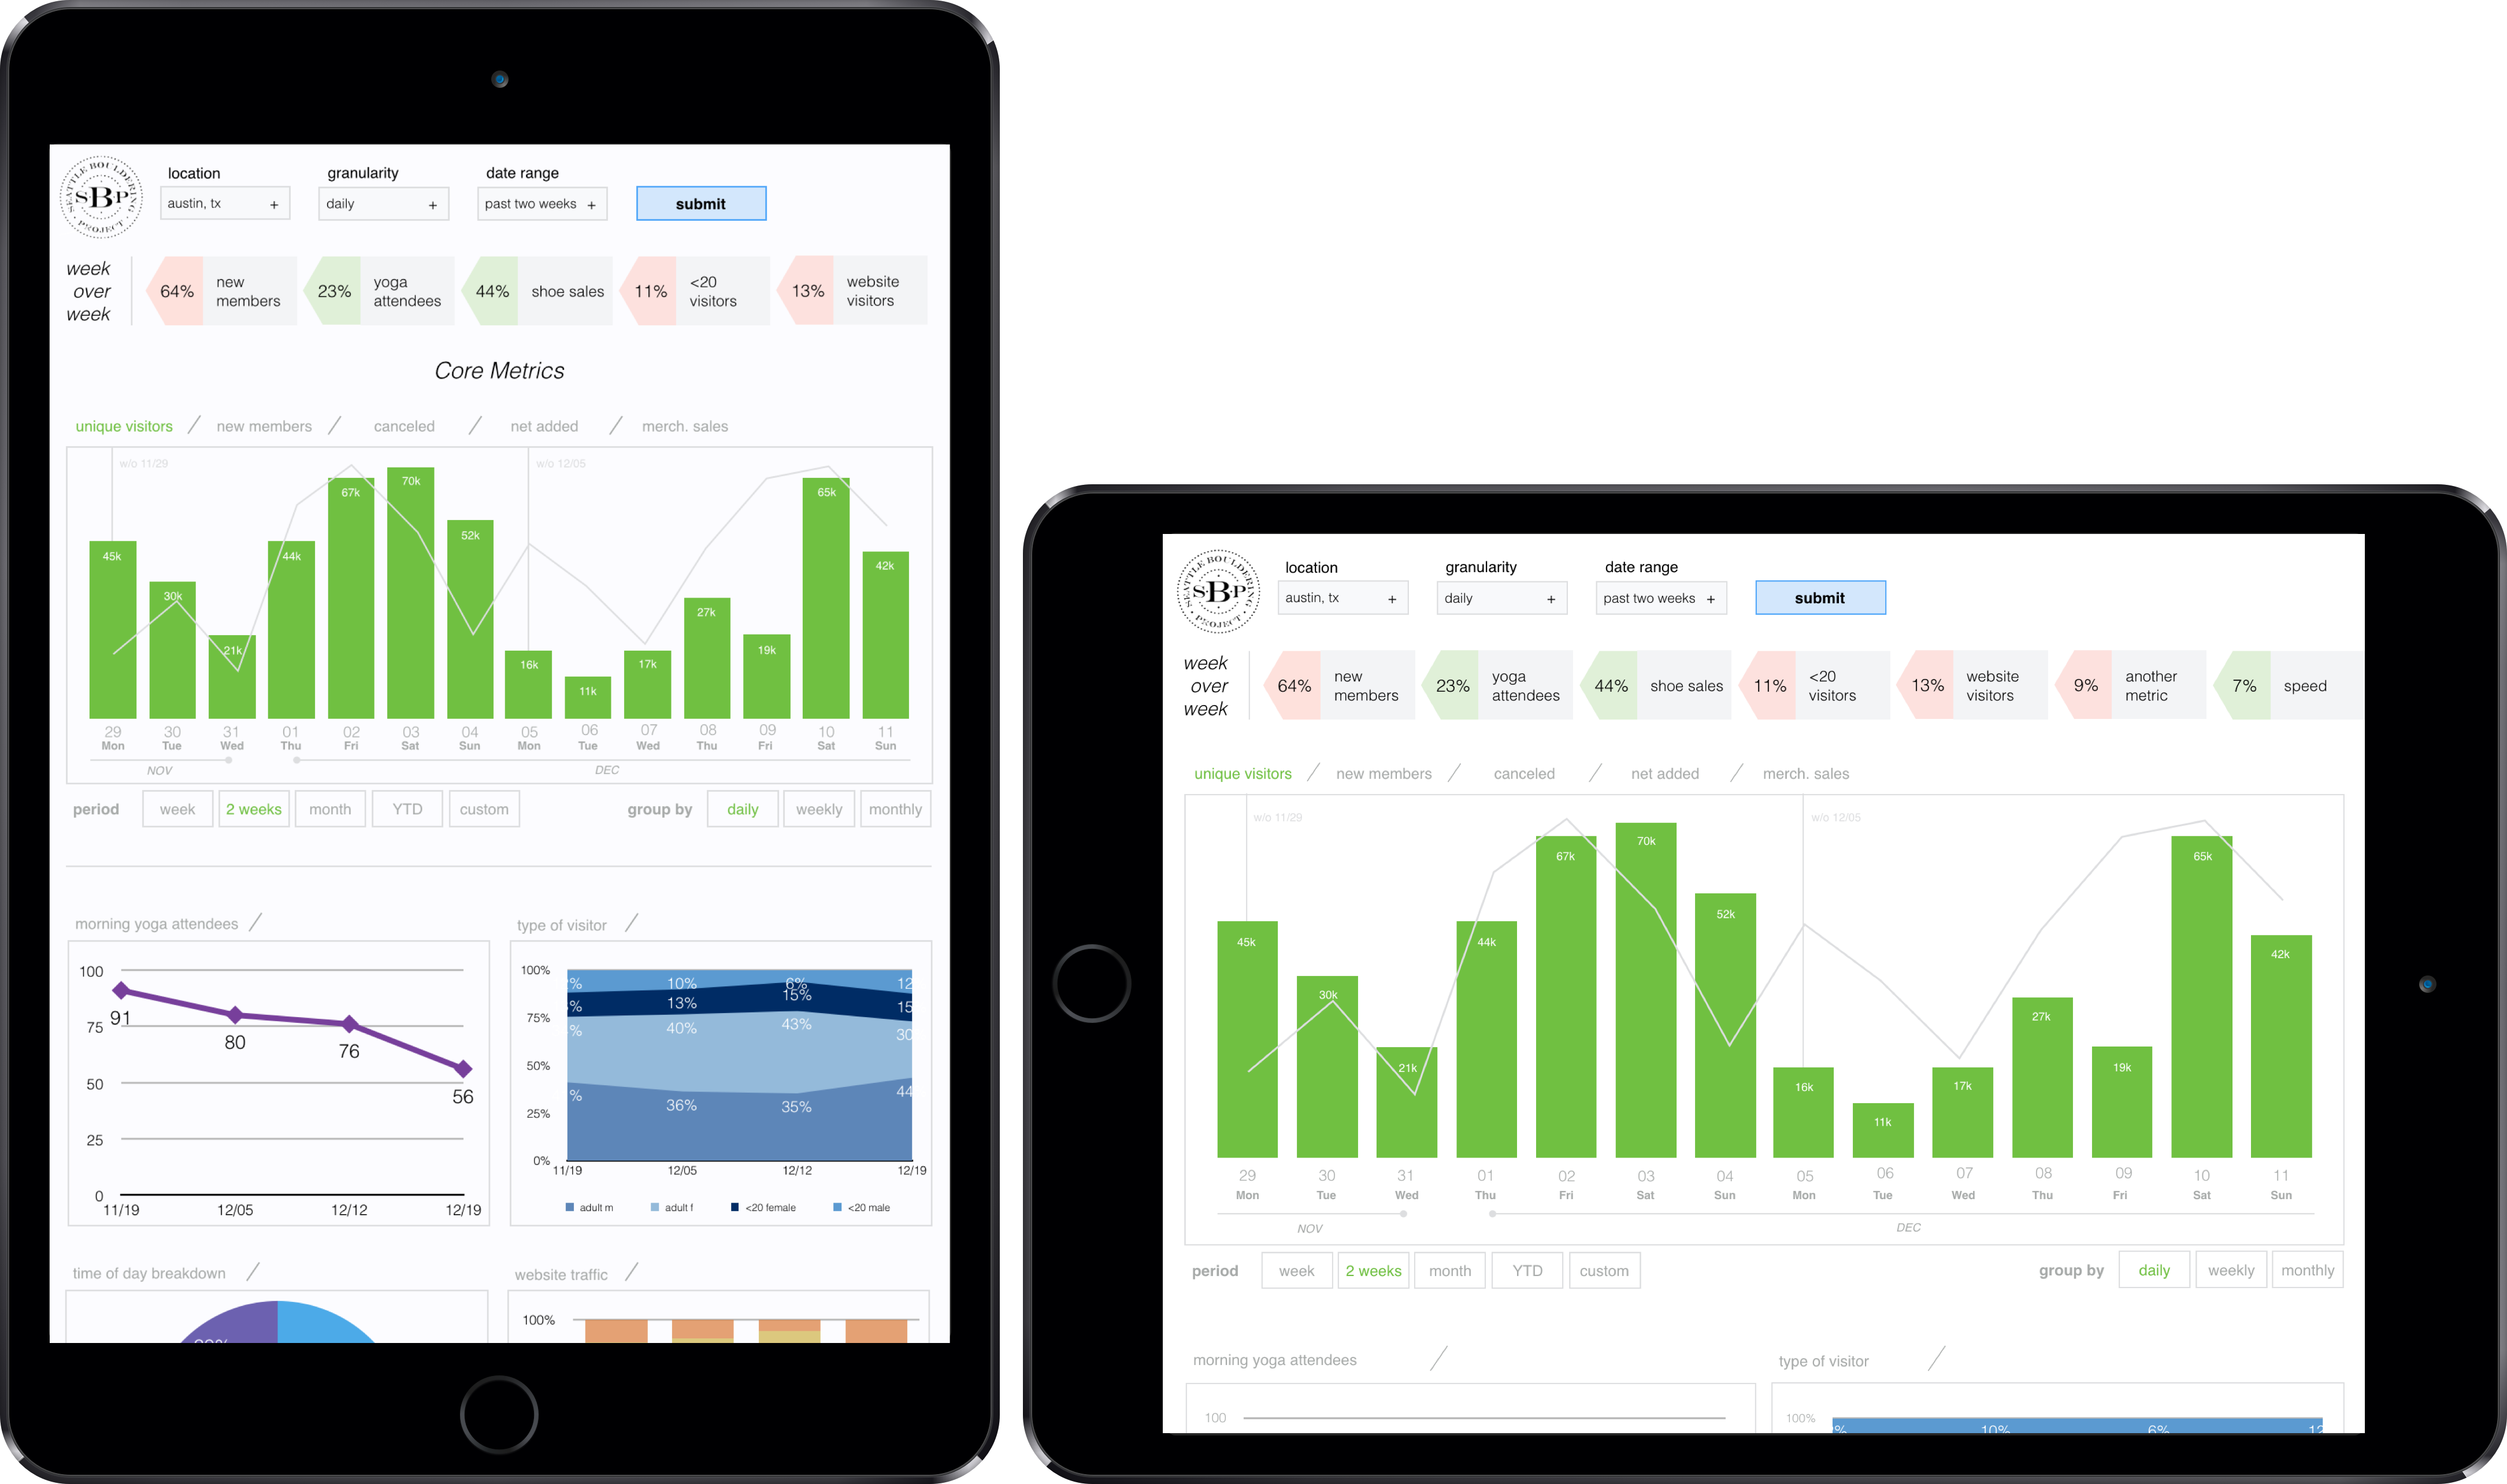 SEATTLE BOULDERING
SBP
PROJECT
location
granularity
date range
austin, tx +
daily +
past two weeks +
submit
week
over
week
64%
new
members
23%
yoga
attendees
44%
shoe sales
11%
<20
visitors
13%
website
visitors
Core Metrics
unique visitors / new members / canceled / net added / merch. sales
w/o 11/29
w/o 12/05
45k
30k
21k
44k
67k
70k
52k
16k
11k
17k
27k
19k
65k
42k
29 30 31 01 02 03 04 05 06 07 08 09 10 11
Mon Tue Wed Thu Fri Sat Sun Mon Tue Wed Thu Fri Sat Sun
NOV
DEC
period week 2 weeks month YTD custom
group by daily weekly monthly
morning yoga attendees /
100
75
50
25
0
91
80
76
56
11/19 12/05 12/12 12/19
type of visitor /
100%
75%
50%
25%
0%
% 10% 6% 12
% 13% 15% 15
% 40% 43% 30
% 36% 35% 44
11/19 12/05 12/12 12/19
adult m adult f <20 female <20 male
time of day breakdown /
website traffic /
100%
SEATTLE BOULDERING
SBP
PROJECT
location
granularity
date range
austin, tx +
daily +
past two weeks +
submit
week
over
week
64%
new
members
23%
yoga
attendees
44%
shoe sales
11%
<20
visitors
13%
website
visitors
9%
another
metric
7%
speed
unique visitors / new members / canceled / net added / merch. sales
w/o 11/29
w/o 12/05
45k
30k
21k
44k
67k
70k
52k
16k
11k
17k
27k
19k
65k
42k
29 30 31 01 02 03 04 05 06 07 08 09 10 11
Mon Tue Wed Thu Fri Sat Sun Mon Tue Wed Thu Fri Sat Sun
NOV
DEC
period week 2 weeks month YTD custom
group by daily weekly monthly
morning yoga attendees /
100
type of visitor /
100%
% 10% 6% 12